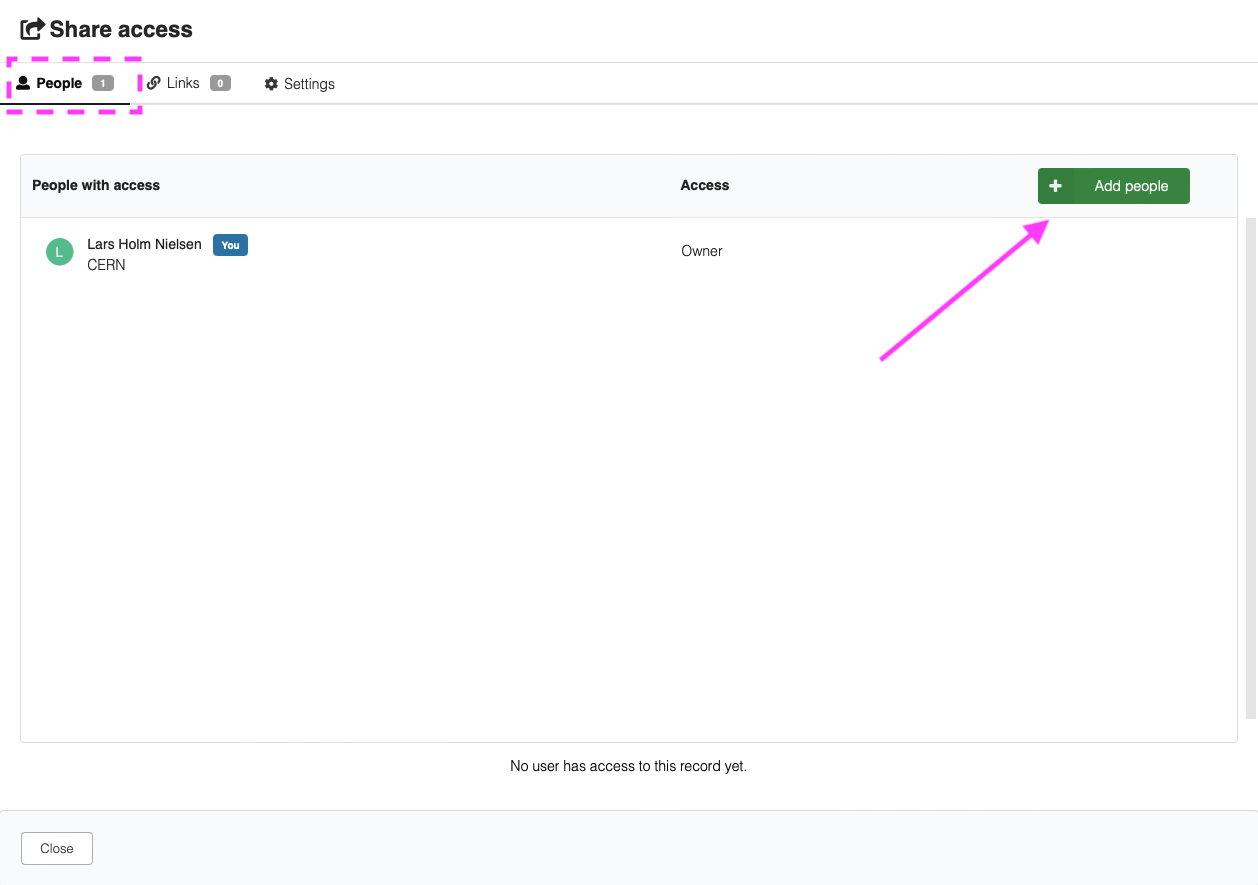 Share access
People 1 Links 0 Settings
People with access Access Add people
L Lars Holm Nielsen You Owner
CERN
No user has access to this record yet.
Close